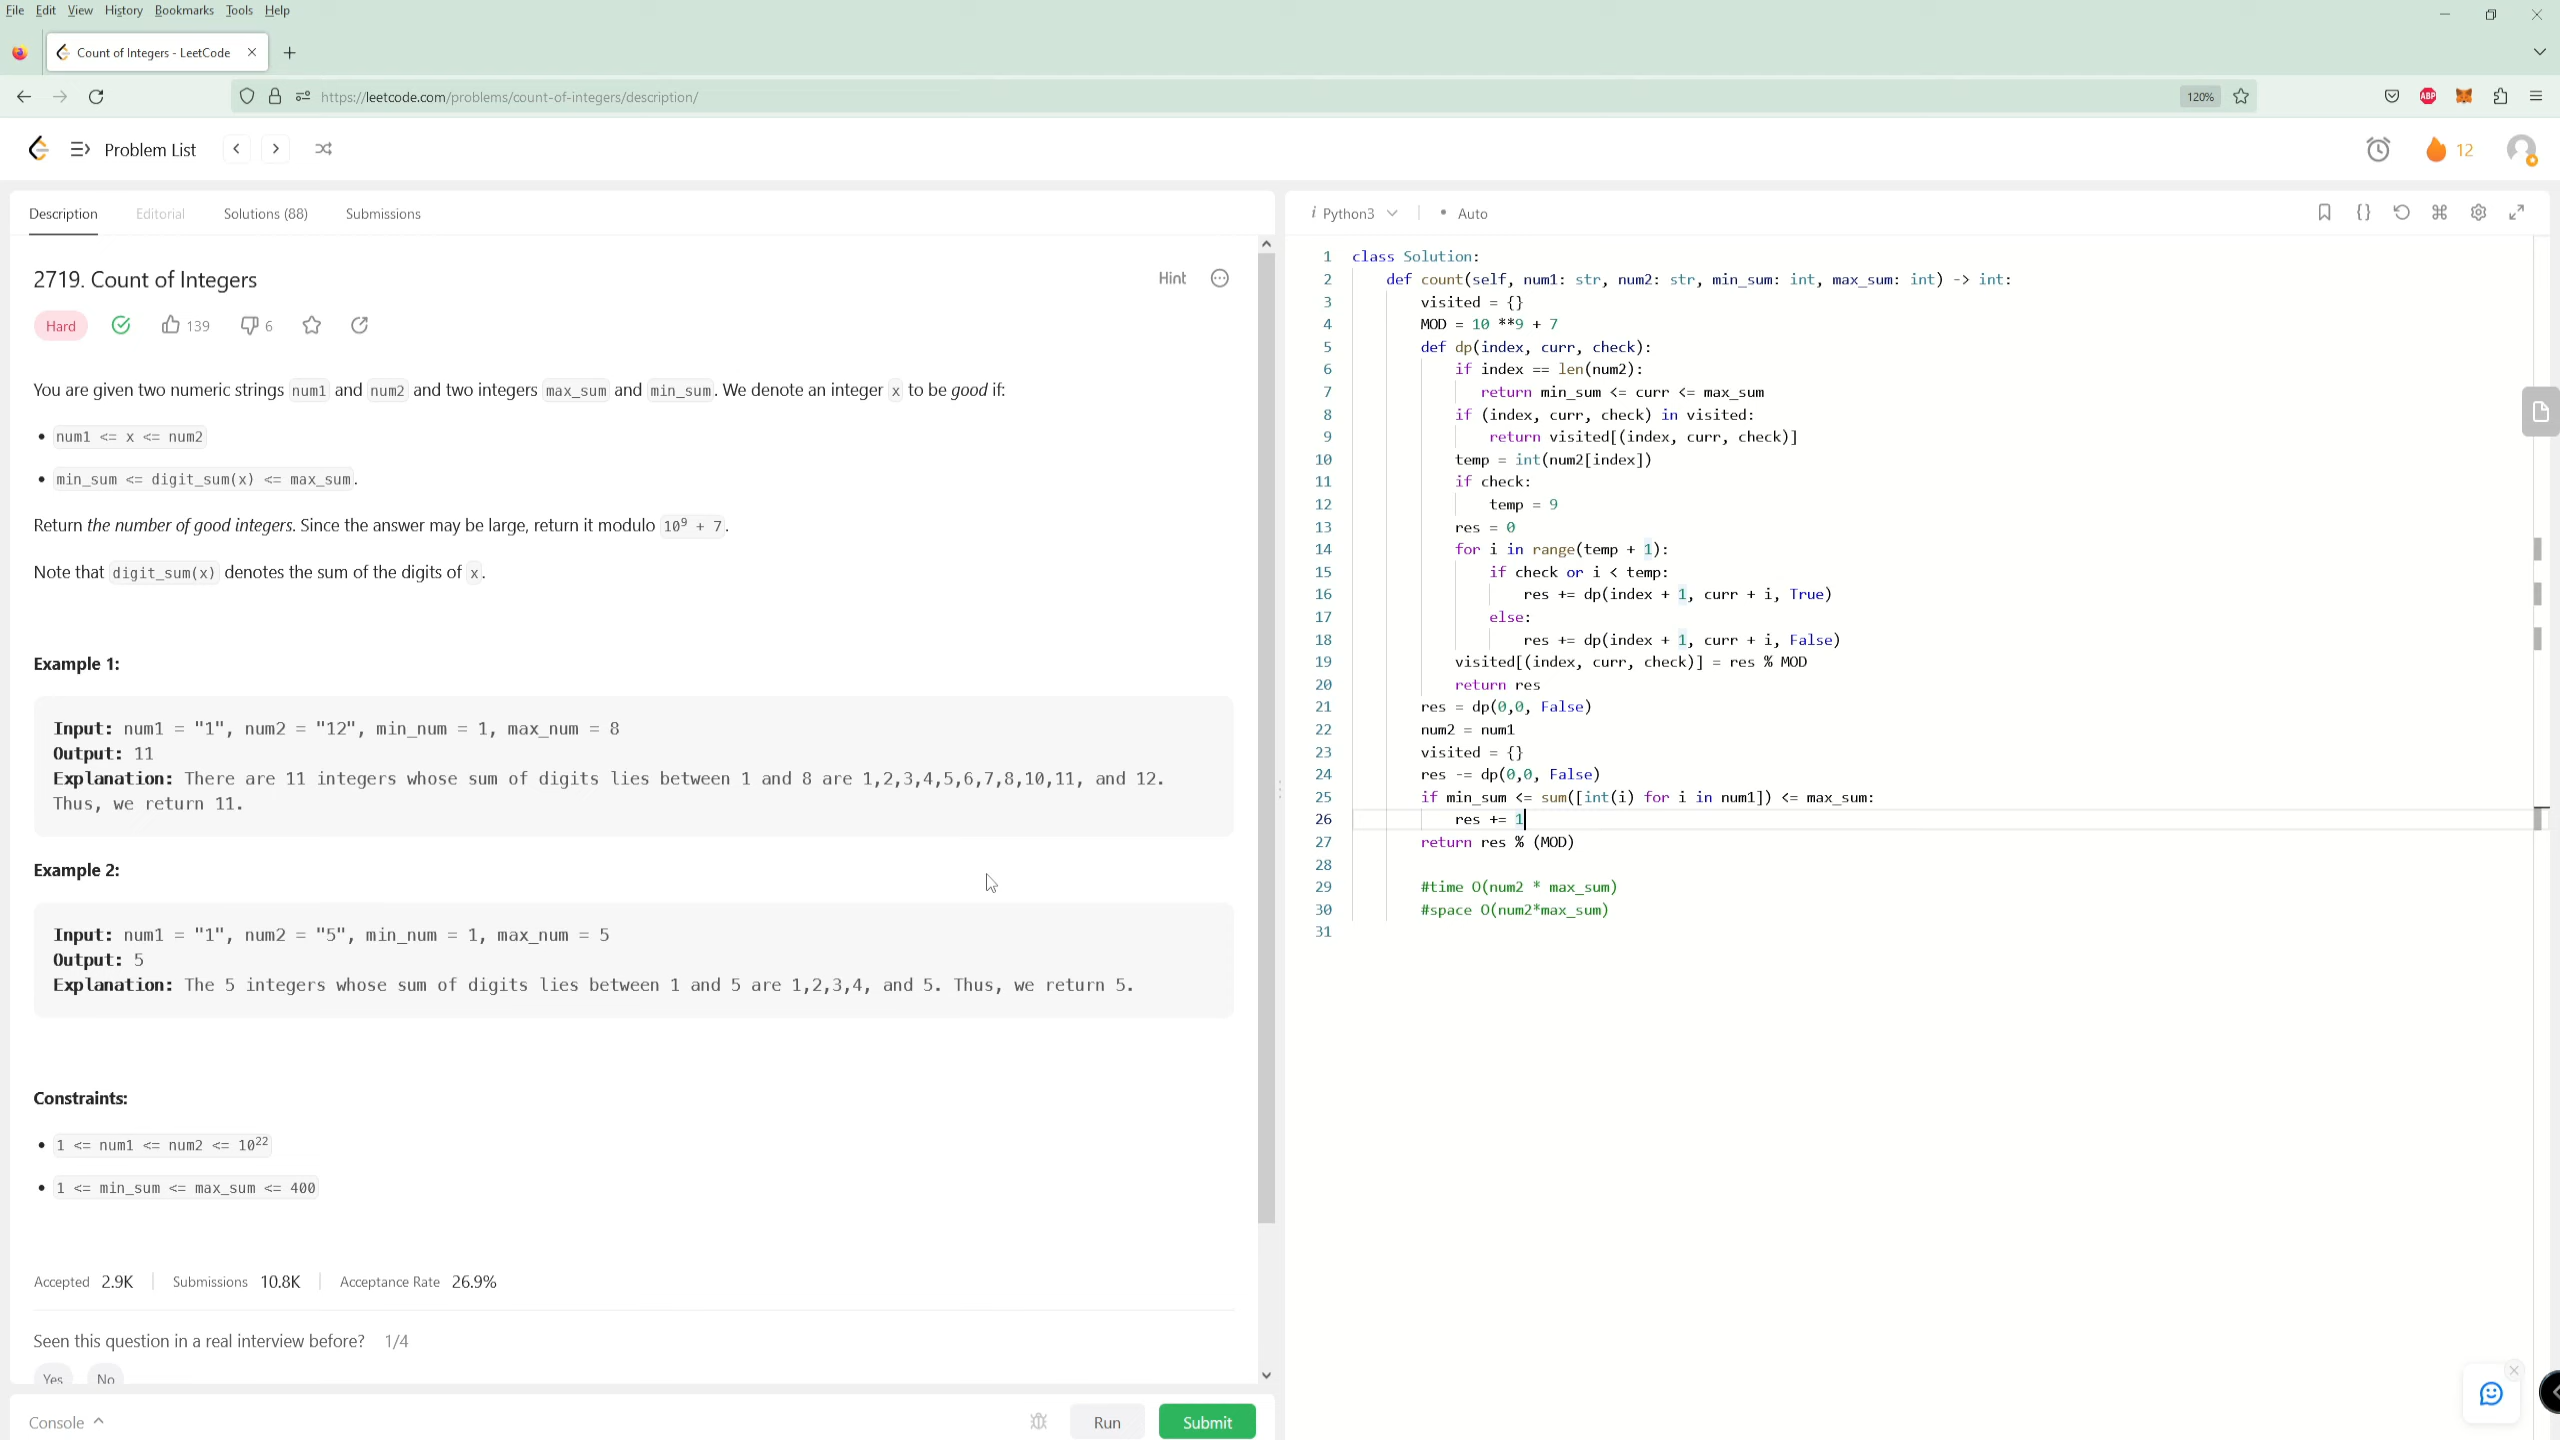 File Edit View History Bookmarks Tools Help
Count of Integers - LeetCode
https://leetcode.com/problems/count-of-integers/description/
120%
ABP
Problem List
12
Description Editorial Solutions (88) Submissions
2719. Count of Integers
Hint
Hard 139 6
You are given two numeric strings num1 and num2 and two integers max_sum and min_sum. We denote an integer x to be good if:
• num1 <= x <= num2
• min_sum <= digit_sum(x) <= max_sum.
Return the number of good integers. Since the answer may be large, return it modulo 10⁹ + 7.
Note that digit_sum(x) denotes the sum of the digits of x.
Example 1:
Input: num1 = "1", num2 = "12", min_num = 1, max_num = 8
Output: 11
Explanation: There are 11 integers whose sum of digits lies between 1 and 8 are 1,2,3,4,5,6,7,8,10,11, and 12.
Thus, we return 11.
Example 2:
Input: num1 = "1", num2 = "5", min_num = 1, max_num = 5
Output: 5
Explanation: The 5 integers whose sum of digits lies between 1 and 5 are 1,2,3,4, and 5. Thus, we return 5.
Constraints:
• 1 <= num1 <= num2 <= 10²²
• 1 <= min_sum <= max_sum <= 400
Accepted 2.9K Submissions 10.8K Acceptance Rate 26.9%
Seen this question in a real interview before? 1/4
Yes No
Console
Run Submit
i Python3 • Auto
{}
1 class Solution:
2 def count(self, num1: str, num2: str, min_sum: int, max_sum: int) -> int:
3 visited = {}
4 MOD = 10 **9 + 7
5 def dp(index, curr, check):
6 if index == len(num2):
7 return min_sum <= curr <= max_sum
8 if (index, curr, check) in visited:
9 return visited[(index, curr, check)]
10 temp = int(num2[index])
11 if check:
12 temp = 9
13 res = 0
14 for i in range(temp + 1):
15 if check or i < temp:
16 res += dp(index + 1, curr + i, True)
17 else:
18 res += dp(index + 1, curr + i, False)
19 visited[(index, curr, check)] = res % MOD
20 return res
21 res = dp(0,0, False)
22 num2 = num1
23 visited = {}
24 res -= dp(0,0, False)
25 if min_sum <= sum([int(i) for i in num1]) <= max_sum:
26 res += 1
27 return res % (MOD)
28
29 #time O(num2 * max_sum)
30 #space O(num2*max_sum)
31